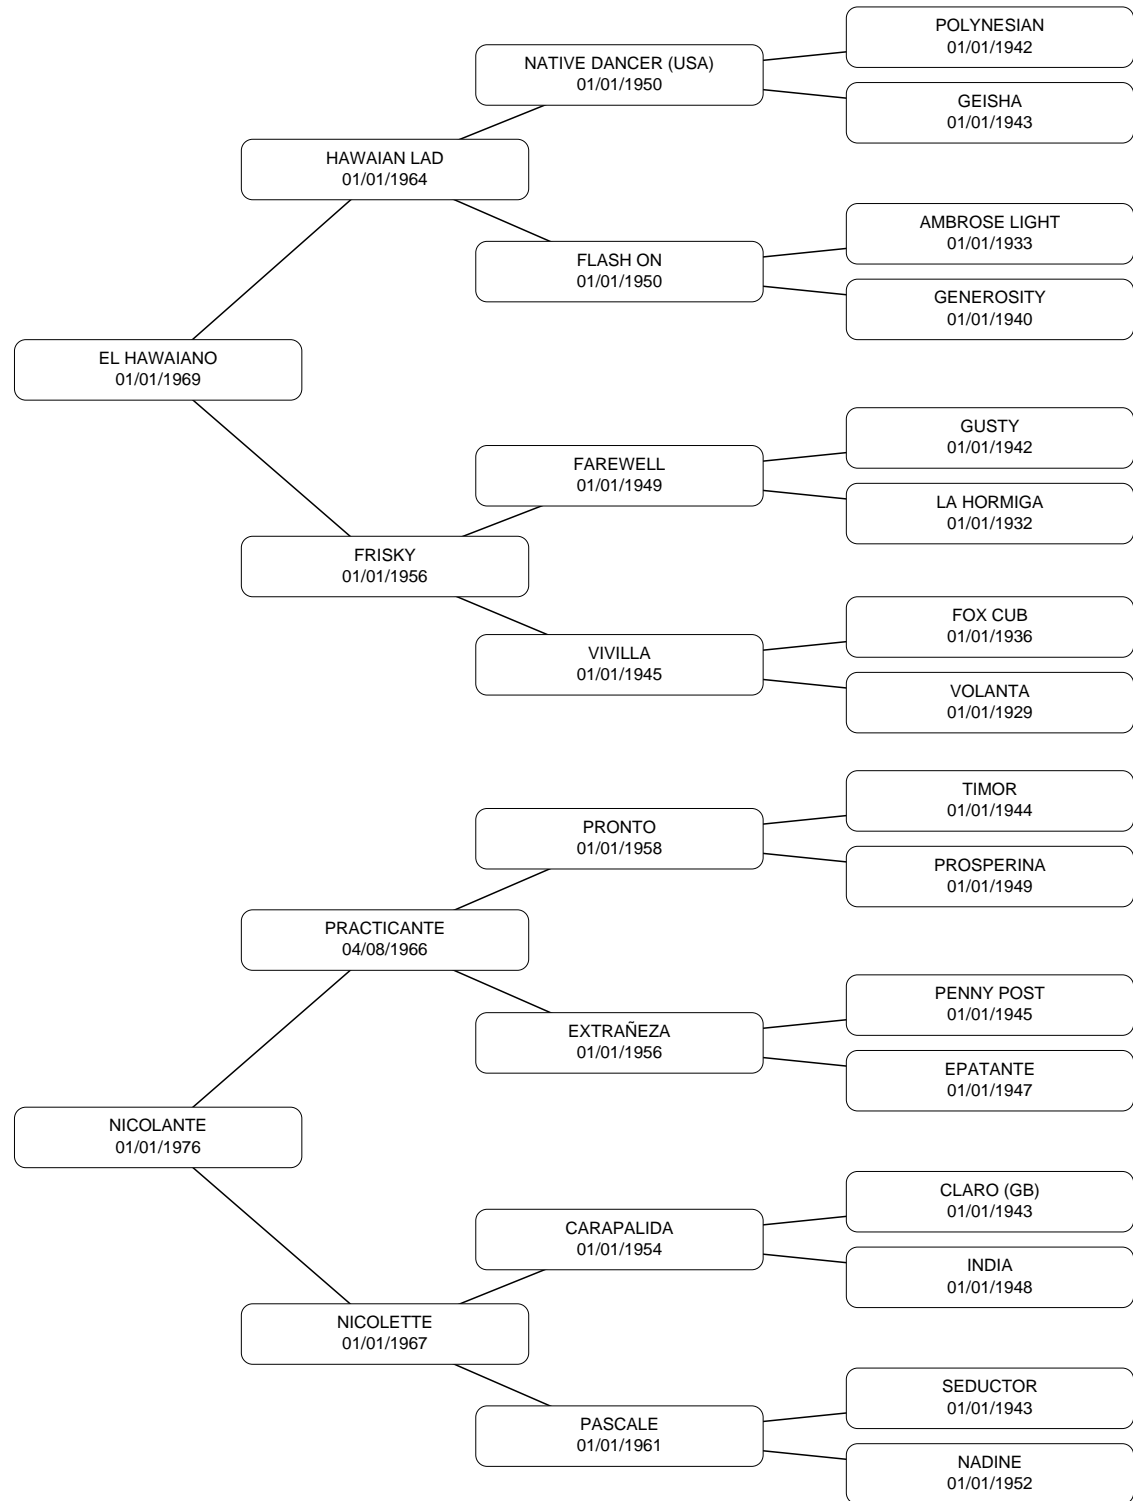 POLYNESIAN
01/01/1942
NATIVE DANCER (USA)
01/01/1950
GEISHA
01/01/1943
HAWAIAN LAD
01/01/1964
AMBROSE LIGHT
01/01/1933
FLASH ON
01/01/1950
GENEROSITY
01/01/1940
EL HAWAIANO
01/01/1969
GUSTY
01/01/1942
FAREWELL
01/01/1949
LA HORMIGA
01/01/1932
FRISKY
01/01/1956
FOX CUB
01/01/1936
VIVILLA
01/01/1945
VOLANTA
01/01/1929
TIMOR
01/01/1944
PRONTO
01/01/1958
PROSPERINA
01/01/1949
PRACTICANTE
04/08/1966
PENNY POST
01/01/1945
EXTRAÑEZA
01/01/1956
EPATANTE
01/01/1947
NICOLANTE
01/01/1976
CLARO (GB)
01/01/1943
CARAPALIDA
01/01/1954
INDIA
01/01/1948
NICOLETTE
01/01/1967
SEDUCTOR
01/01/1943
PASCALE
01/01/1961
NADINE
01/01/1952